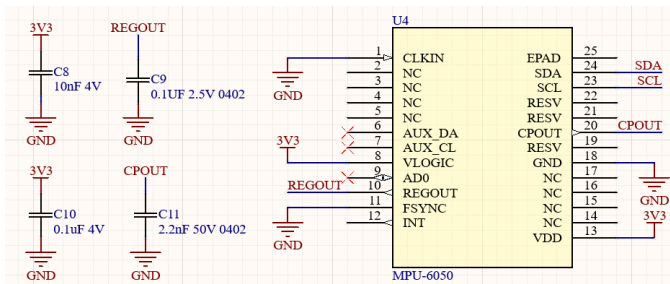 3V3
C8
10nF 4V
GND
REGOUT
C9
0.1UF 2.5V 0402
GND
3V3
C10
0.1uF 4V
GND
CPOUT
C11
2.2nF 50V 0402
GND
U4
1 CLKIN EPAD 25
2 NC SDA 24 SDA
3 NC SCL 23 SCL
4 NC RESV 22
5 NC RESV 21
6 AUX_DA CPOUT 20 CPOUT
7 AUX_CL RESV 19
3V3 8 VLOGIC GND 18
9 AD0 NC 17
REGOUT 10 REGOUT NC 16
11 FSYNC NC 15
12 INT NC 14
VDD 13
GND
GND
GND
3V3
MPU-6050